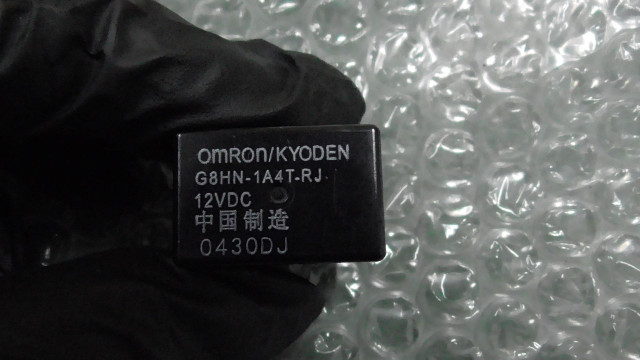 OMRON/KYODEN
G8HN-1A4T-RJ
12VDC
中国制造
0430DJ